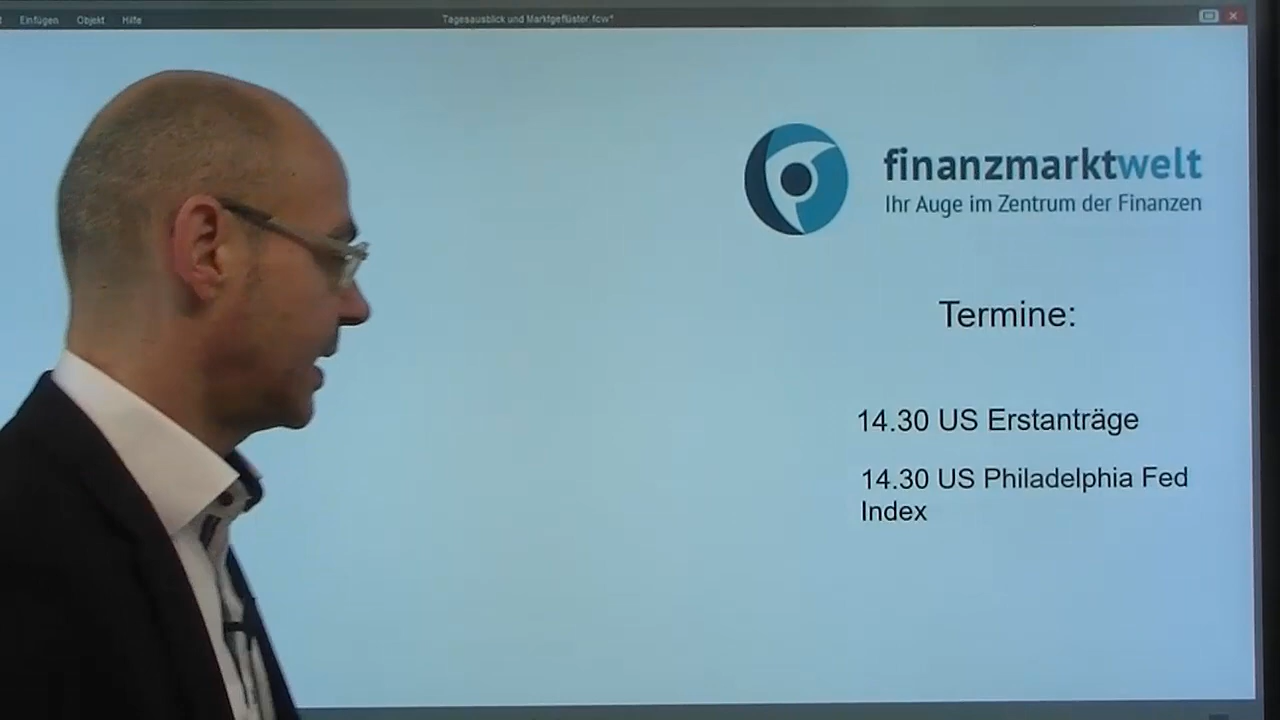 Einfügen Objekt Hilfe Tagesausblick und Marktgeflüster.fcw*
finanzmarktwelt
Ihr Auge im Zentrum der Finanzen
Termine:
14.30 US Erstanträge
14.30 US Philadelphia Fed
Index